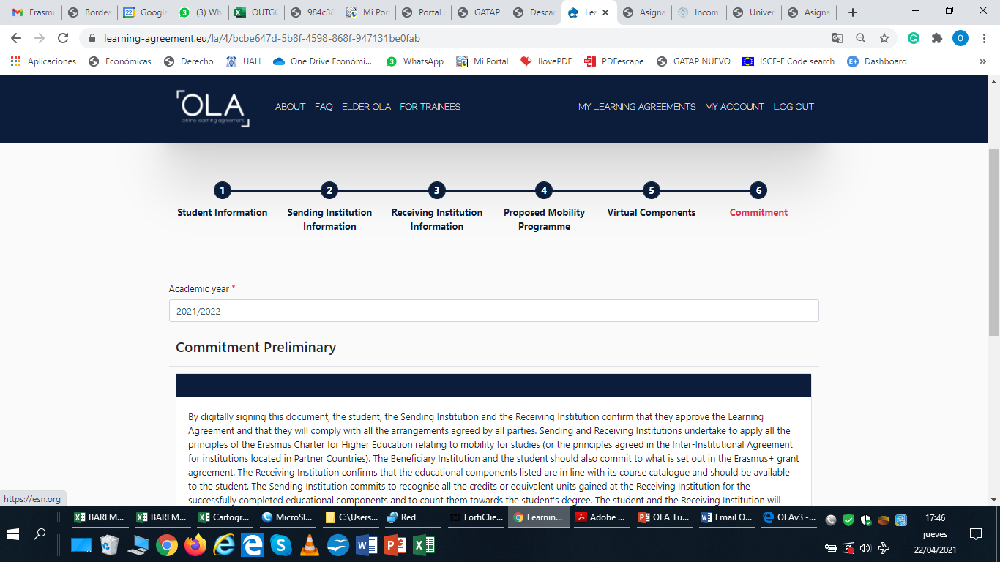 Erasmu
Bordea
Google
(3) Wh
OUTGO
984c38
Mi Por
Portal
GATAP
Descar
Lea
Asigna
Incomi
Univer
Asigna
learning-agreement.eu/la/4/bcbe647d-5b8f-4598-868f-947131be0fab
Aplicaciones
Económicas
Derecho
UAH
One Drive Económi...
WhatsApp
Mi Portal
IlovePDF
PDFescape
GATAP NUEVO
ISCE-F Code search
Dashboard
OLA
online learning agreement
ABOUT FAQ ELDER OLA FOR TRAINEES
MY LEARNING AGREEMENTS MY ACCOUNT LOG OUT
1 2 3 4 5 6
Student Information
Sending Institution
Information
Receiving Institution
Information
Proposed Mobility
Programme
Virtual Components
Commitment
Academic year *
2021/2022
Commitment Preliminary
By digitally signing this document, the student, the Sending Institution and the Receiving Institution confirm that they approve the Learning
Agreement and that they will comply with all the arrangements agreed by all parties. Sending and Receiving Institutions undertake to apply all the
principles of the Erasmus Charter for Higher Education relating to mobility for studies (or the principles agreed in the Inter-Institutional Agreement
for institutions located in Partner Countries). The Beneficiary Institution and the student should also commit to what is set out in the Erasmus+ grant
agreement. The Receiving Institution confirms that the educational components listed are in line with its course catalogue and should be available
to the student. The Sending Institution commits to recognise all the credits or equivalent units gained at the Receiving Institution for the
successfully completed educational components and to count them towards the student's degree. The student and the Receiving Institution will
https://esn.org
BAREM...
BAREM...
Cartogr...
MicroSI...
C:\Users...
Red
FortiClie...
Learnin...
Adobe ...
OLA Tu...
Email O...
OLAv3 -...
17:46
jueves
22/04/2021